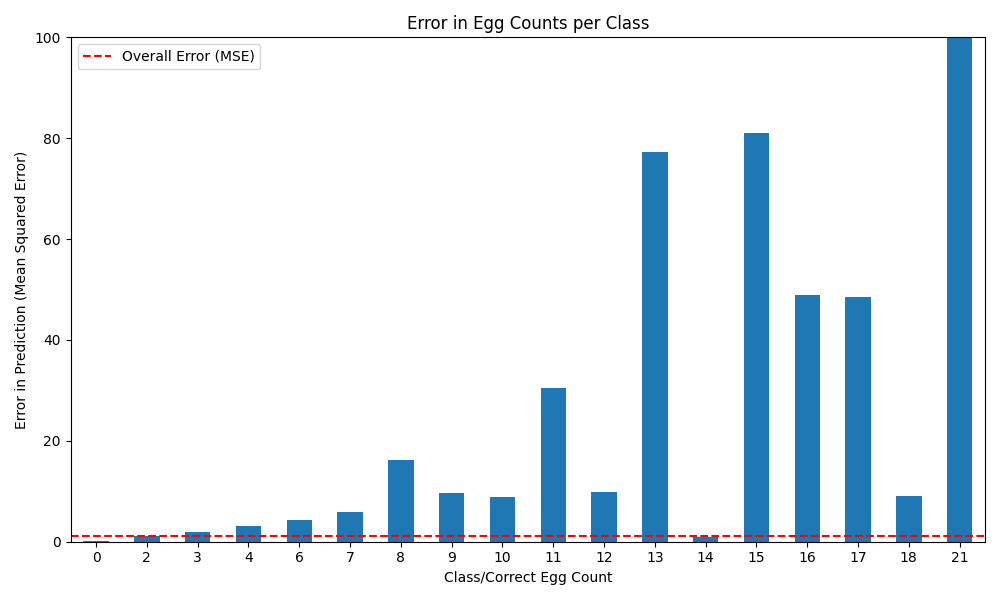 Error in Egg Counts per Class
Overall Error (MSE)
100
80
60
40
20
0
Error in Prediction (Mean Squared Error)
0 2 3 4 6 7 8 9 10 11 12 13 14 15 16 17 18 21
Class/Correct Egg Count